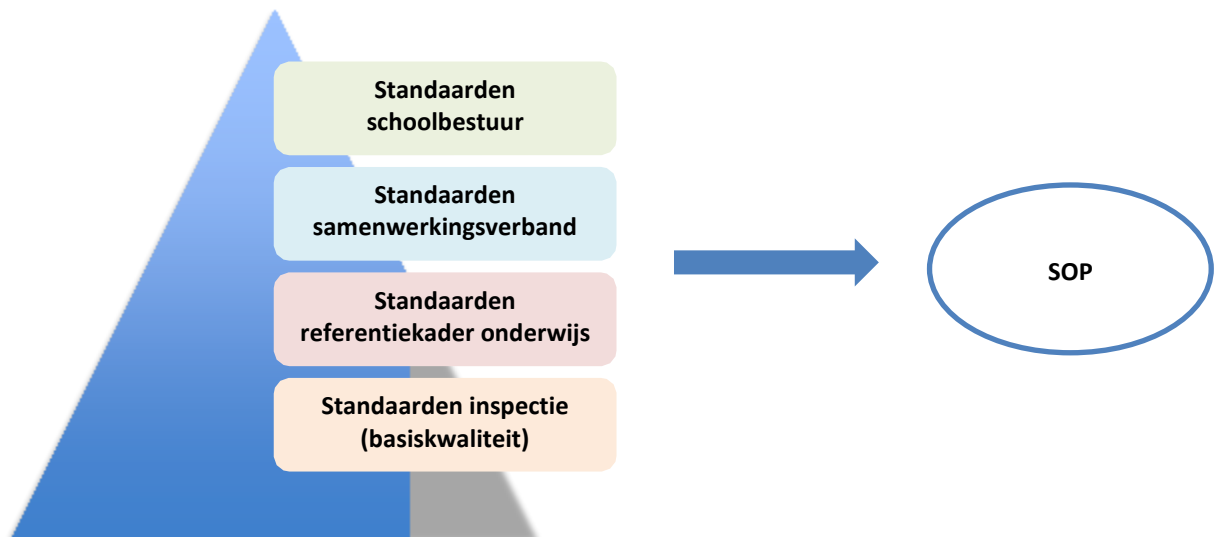 Standaarden
schoolbestuur
Standaarden
samenwerkingsverband
Standaarden
referentiekader onderwijs
Standaarden inspectie
(basiskwaliteit)
SOP